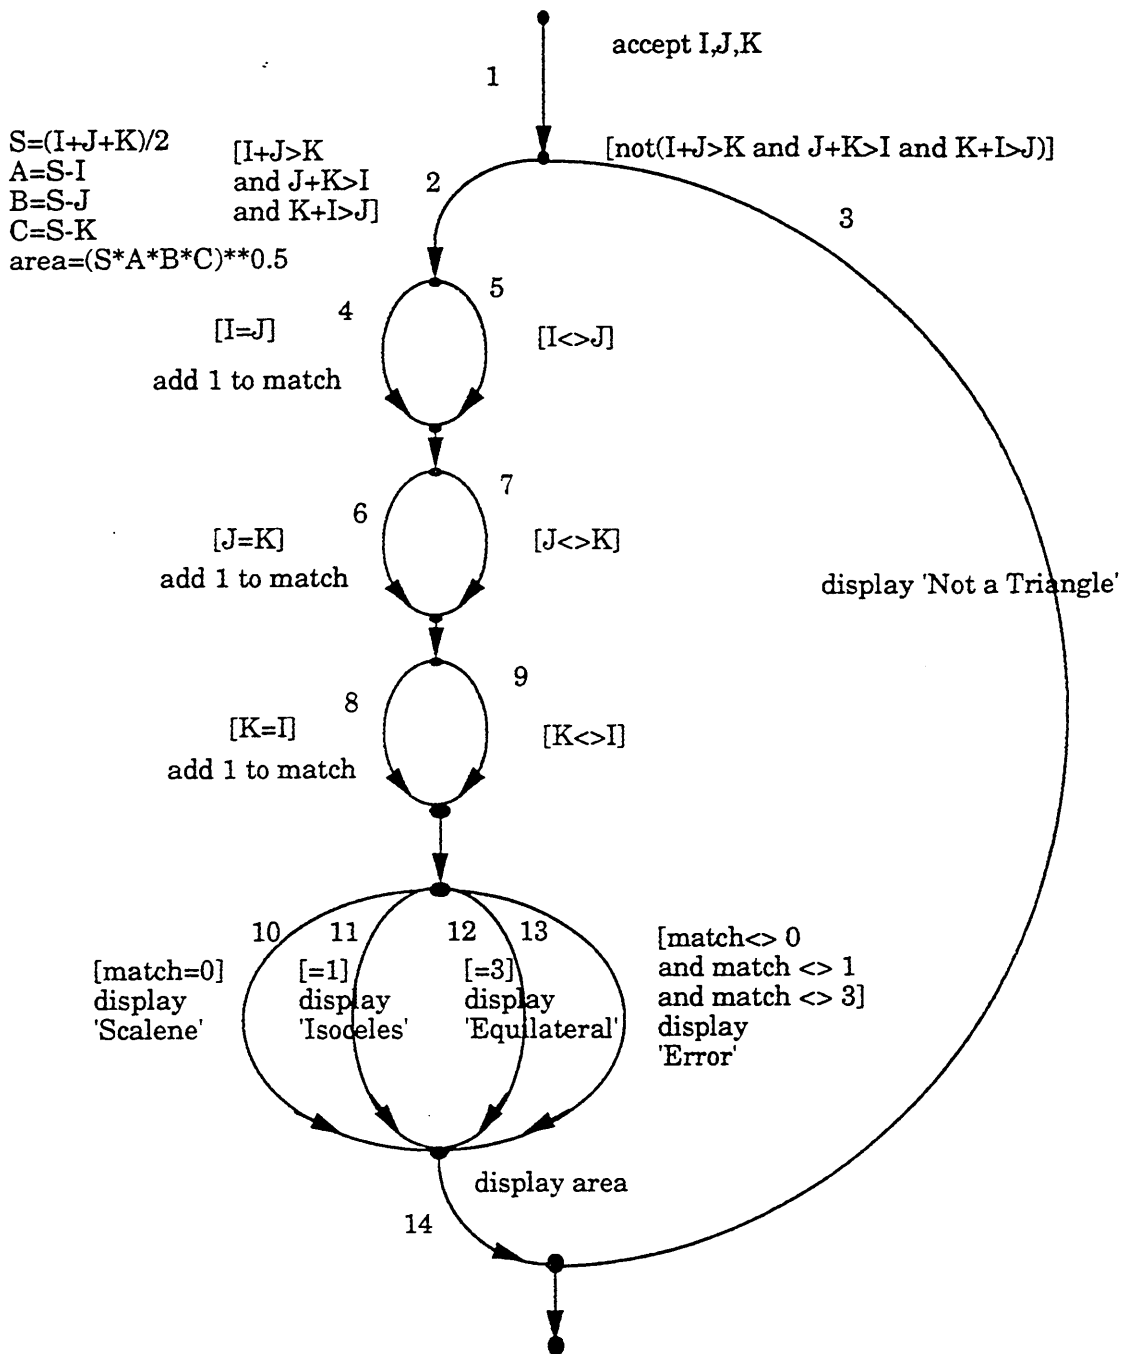 accept I,J,K
1
S=(I+J+K)/2
A=S-I
B=S-J
C=S-K
area=(S*A*B*C)**0.5
[I+J>K
and J+K>I
and K+I>J]
2
[not(I+J>K and J+K>I and K+I>J)]
3
4
5
[I=J]
add 1 to match
[I<>J]
6
7
[J=K]
add 1 to match
[J<>K]
display 'Not a Triangle'
8
9
[K=I]
add 1 to match
[K<>I]
10
11
12
13
[match=0]
display
'Scalene'
[=1]
display
'Isoceles'
[=3]
display
'Equilateral'
[match<> 0
and match <> 1
and match <> 3]
display
'Error'
display area
14